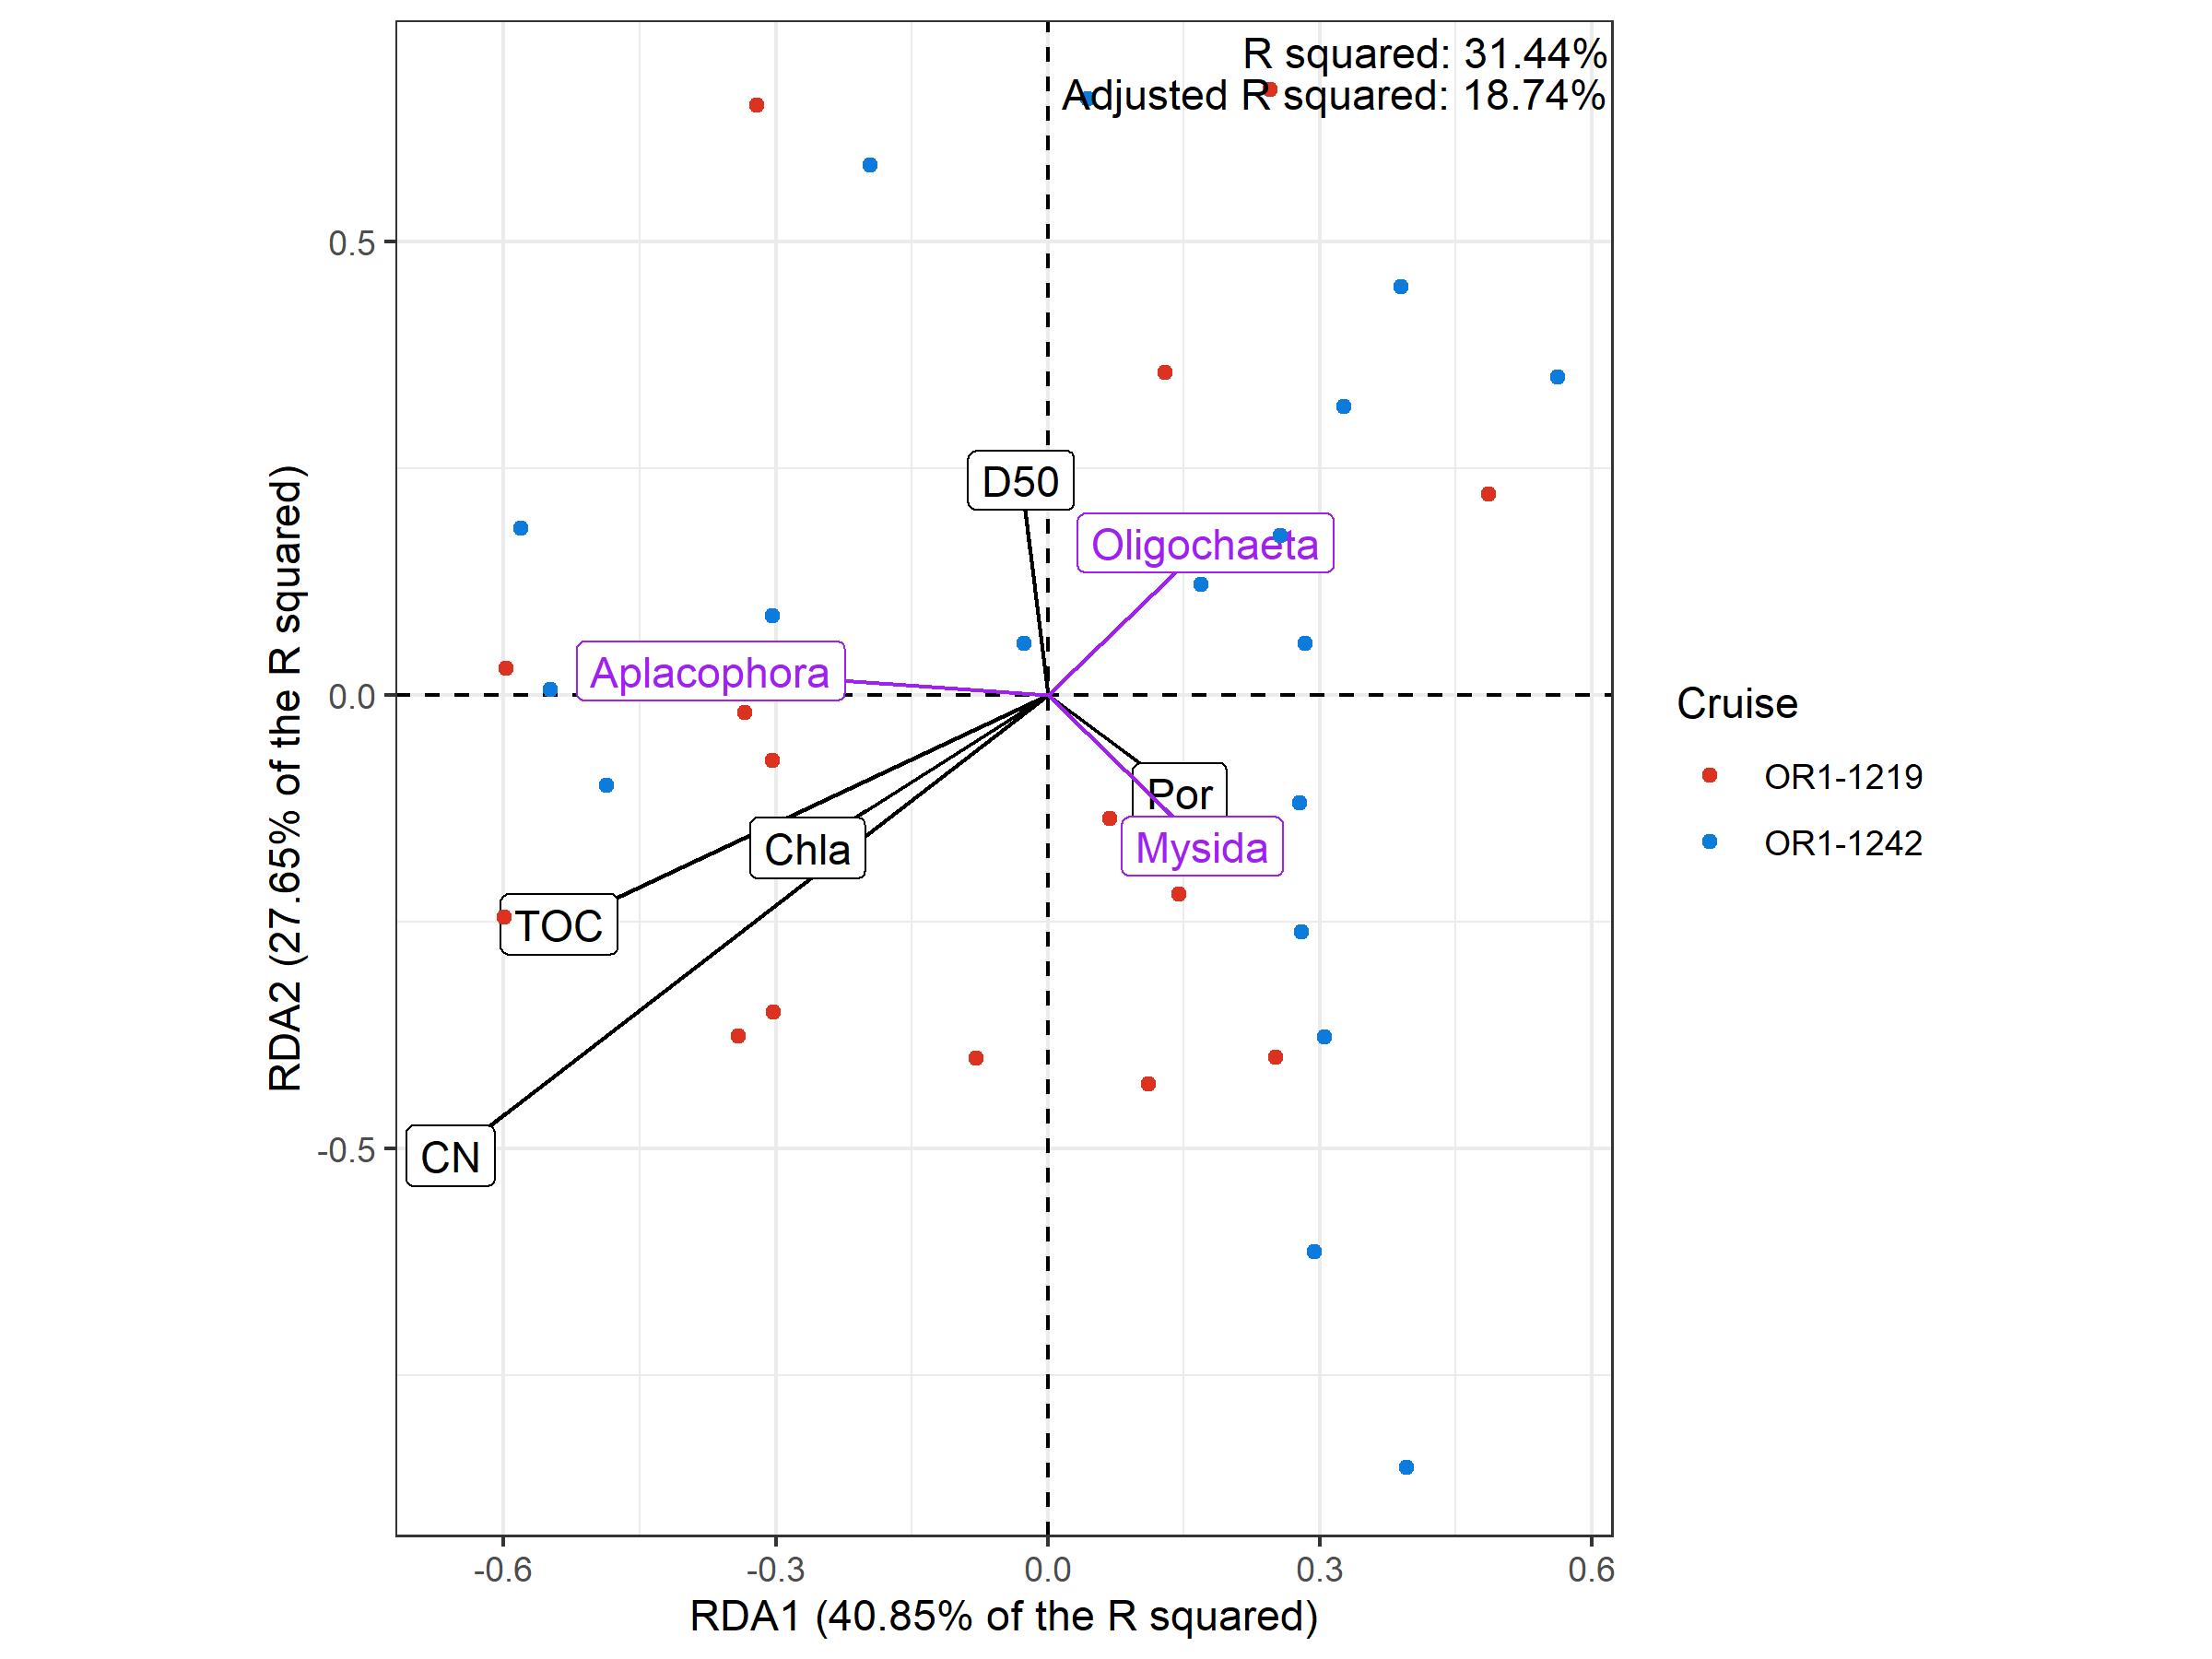 R squared: 31.44%
Adjusted R squared: 18.74%
0.5
0.0
-0.5
RDA2 (27.65% of the R squared)
D50
Oligochaeta
Aplacophora
Por
Mysida
Chla
TOC
CN
-0.6
-0.3
0.0
0.3
0.6
RDA1 (40.85% of the R squared)
Cruise
OR1-1219
OR1-1242